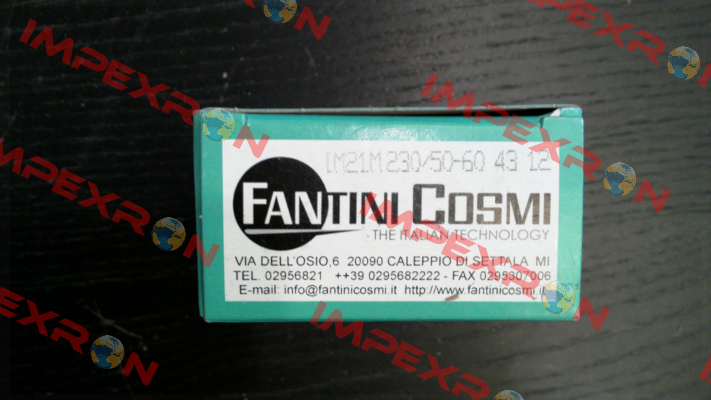 IM21M 230/50-60 43 12
FANTINI COSMI
- THE ITALIAN TECHNOLOGY
VIA DELL'OSIO,6 20090 CALEPPIO DI SETTALA MI
TEL. 02956821 ++39 0295682222 - FAX 0295307006
E-mail: info@fantinicosmi.it http://www.fantinicosmi.it
IMPEXRON
IMPEXRON
IMPEXRON
IMPEXRON
IMPEXRON
IMPEXRON